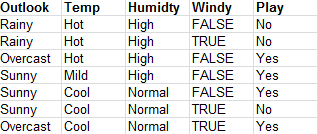 Outlook Temp Humidty Windy Play
Rainy Hot High FALSE No
Rainy Hot High TRUE No
Overcast Hot High FALSE Yes
Sunny Mild High FALSE Yes
Sunny Cool Normal FALSE Yes
Sunny Cool Normal TRUE No
Overcast Cool Normal TRUE Yes